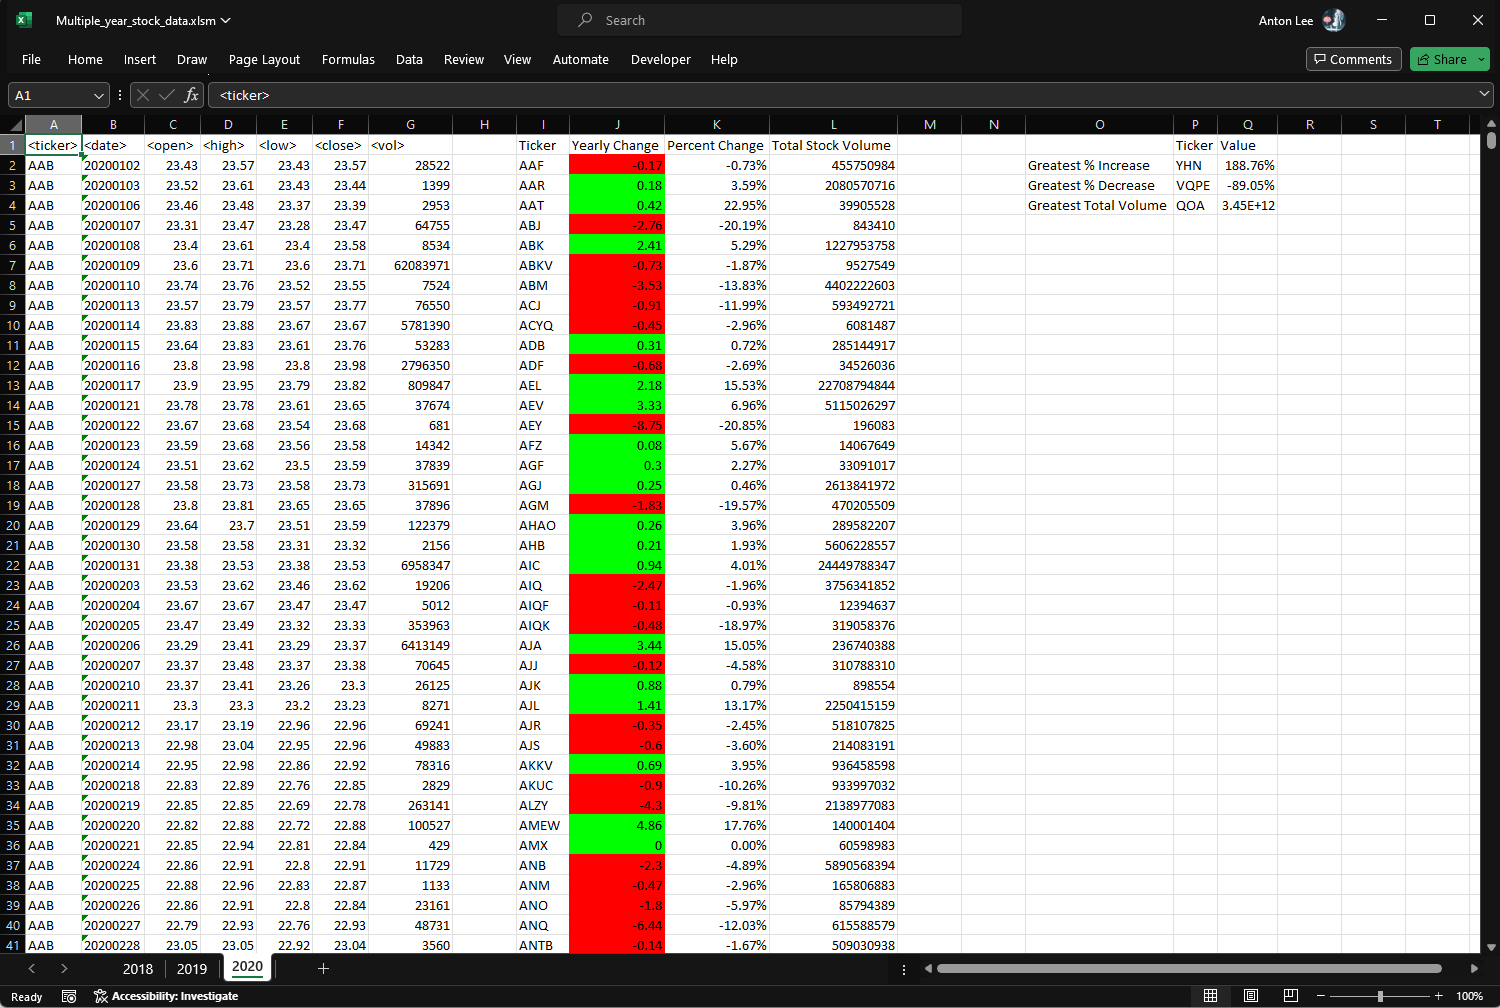 Multiple_year_stock_data.xlsm
Search
Anton Lee
File Home Insert Draw Page Layout Formulas Data Review View Automate Developer Help
Comments Share
A1 fx <ticker>
A B C D E F G H I J K L M N O P Q R S T
1 <ticker> <date> <open> <high> <low> <close> <vol> Ticker Yearly Change Percent Change Total Stock Volume Ticker Value
2 AAB 20200102 23.43 23.57 23.43 23.57 28522 AAF -0.17 -0.73% 455750984 Greatest % Increase YHN 188.76%
3 AAB 20200103 23.52 23.61 23.43 23.44 1399 AAR 0.18 3.59% 2080570716 Greatest % Decrease VQPE -89.05%
4 AAB 20200106 23.46 23.48 23.37 23.39 2953 AAT 0.42 22.95% 39905528 Greatest Total Volume QOA 3.45E+12
5 AAB 20200107 23.31 23.47 23.28 23.47 64755 ABJ -2.76 -20.19% 843410
6 AAB 20200108 23.4 23.61 23.4 23.58 8534 ABK 2.41 5.29% 1227953758
7 AAB 20200109 23.6 23.71 23.6 23.71 62083971 ABKV -0.73 -1.87% 9527549
8 AAB 20200110 23.74 23.76 23.52 23.55 7524 ABM -3.53 -13.83% 4402222603
9 AAB 20200113 23.57 23.79 23.57 23.77 76550 ACJ -0.91 -11.99% 593492721
10 AAB 20200114 23.83 23.88 23.67 23.67 5781390 ACYQ -0.45 -2.96% 6081487
11 AAB 20200115 23.64 23.83 23.61 23.76 53283 ADB 0.31 0.72% 285144917
12 AAB 20200116 23.8 23.98 23.8 23.98 2796350 ADF -0.68 -2.69% 34526036
13 AAB 20200117 23.9 23.95 23.79 23.82 809847 AEL 2.18 15.53% 22708794844
14 AAB 20200121 23.78 23.78 23.61 23.65 37674 AEV 3.33 6.96% 5115026297
15 AAB 20200122 23.67 23.68 23.54 23.68 681 AEY -8.75 -20.85% 196083
16 AAB 20200123 23.59 23.68 23.56 23.58 14342 AFZ 0.08 5.67% 14067649
17 AAB 20200124 23.51 23.62 23.5 23.59 37839 AGF 0.3 2.27% 33091017
18 AAB 20200127 23.58 23.73 23.58 23.73 315691 AGJ 0.25 0.46% 2613841972
19 AAB 20200128 23.8 23.81 23.65 23.65 37896 AGM -1.83 -19.57% 470205509
20 AAB 20200129 23.64 23.7 23.51 23.59 122379 AHAO 0.26 3.96% 289582207
21 AAB 20200130 23.58 23.58 23.31 23.32 2156 AHB 0.21 1.93% 5606228557
22 AAB 20200131 23.38 23.53 23.38 23.53 6958347 AIC 0.94 4.01% 24449788347
23 AAB 20200203 23.53 23.62 23.46 23.62 19206 AIQ -2.47 -1.96% 3756341852
24 AAB 20200204 23.67 23.67 23.47 23.47 5012 AIQF -0.11 -0.93% 12394637
25 AAB 20200205 23.47 23.49 23.32 23.33 353963 AIQK -0.48 -18.97% 319058376
26 AAB 20200206 23.29 23.41 23.29 23.37 6413149 AJA 3.44 15.05% 236740388
27 AAB 20200207 23.37 23.48 23.37 23.38 70645 AJJ -0.12 -4.58% 310788310
28 AAB 20200210 23.37 23.41 23.26 23.3 26125 AJK 0.88 0.79% 898554
29 AAB 20200211 23.3 23.3 23.2 23.23 8271 AJL 1.41 13.17% 2250415159
30 AAB 20200212 23.17 23.19 22.96 22.96 69241 AJR -0.35 -2.45% 518107825
31 AAB 20200213 22.98 23.04 22.95 22.96 49883 AJS -0.6 -3.60% 214083191
32 AAB 20200214 22.95 22.98 22.86 22.92 78316 AKKV 0.69 3.95% 936458598
33 AAB 20200218 22.83 22.89 22.76 22.85 2829 AKUC -0.9 -10.26% 933997032
34 AAB 20200219 22.85 22.85 22.69 22.78 263141 ALZY -4.3 -9.81% 2138977083
35 AAB 20200220 22.82 22.88 22.72 22.88 100527 AMEW 4.86 17.76% 140001404
36 AAB 20200221 22.85 22.94 22.81 22.84 429 AMX 0 0.00% 60598983
37 AAB 20200224 22.86 22.91 22.8 22.91 11729 ANB -2.3 -4.89% 5890568394
38 AAB 20200225 22.88 22.96 22.83 22.87 1133 ANM -0.47 -2.96% 165806883
39 AAB 20200226 22.86 22.91 22.8 22.84 23161 ANO -1.8 -5.97% 85794389
40 AAB 20200227 22.79 22.93 22.76 22.93 48731 ANQ -6.44 -12.03% 615588579
41 AAB 20200228 23.05 23.05 22.92 23.04 3560 ANTB -0.14 -1.67% 509030938
2018 2019 2020
Ready Accessibility: Investigate 100%